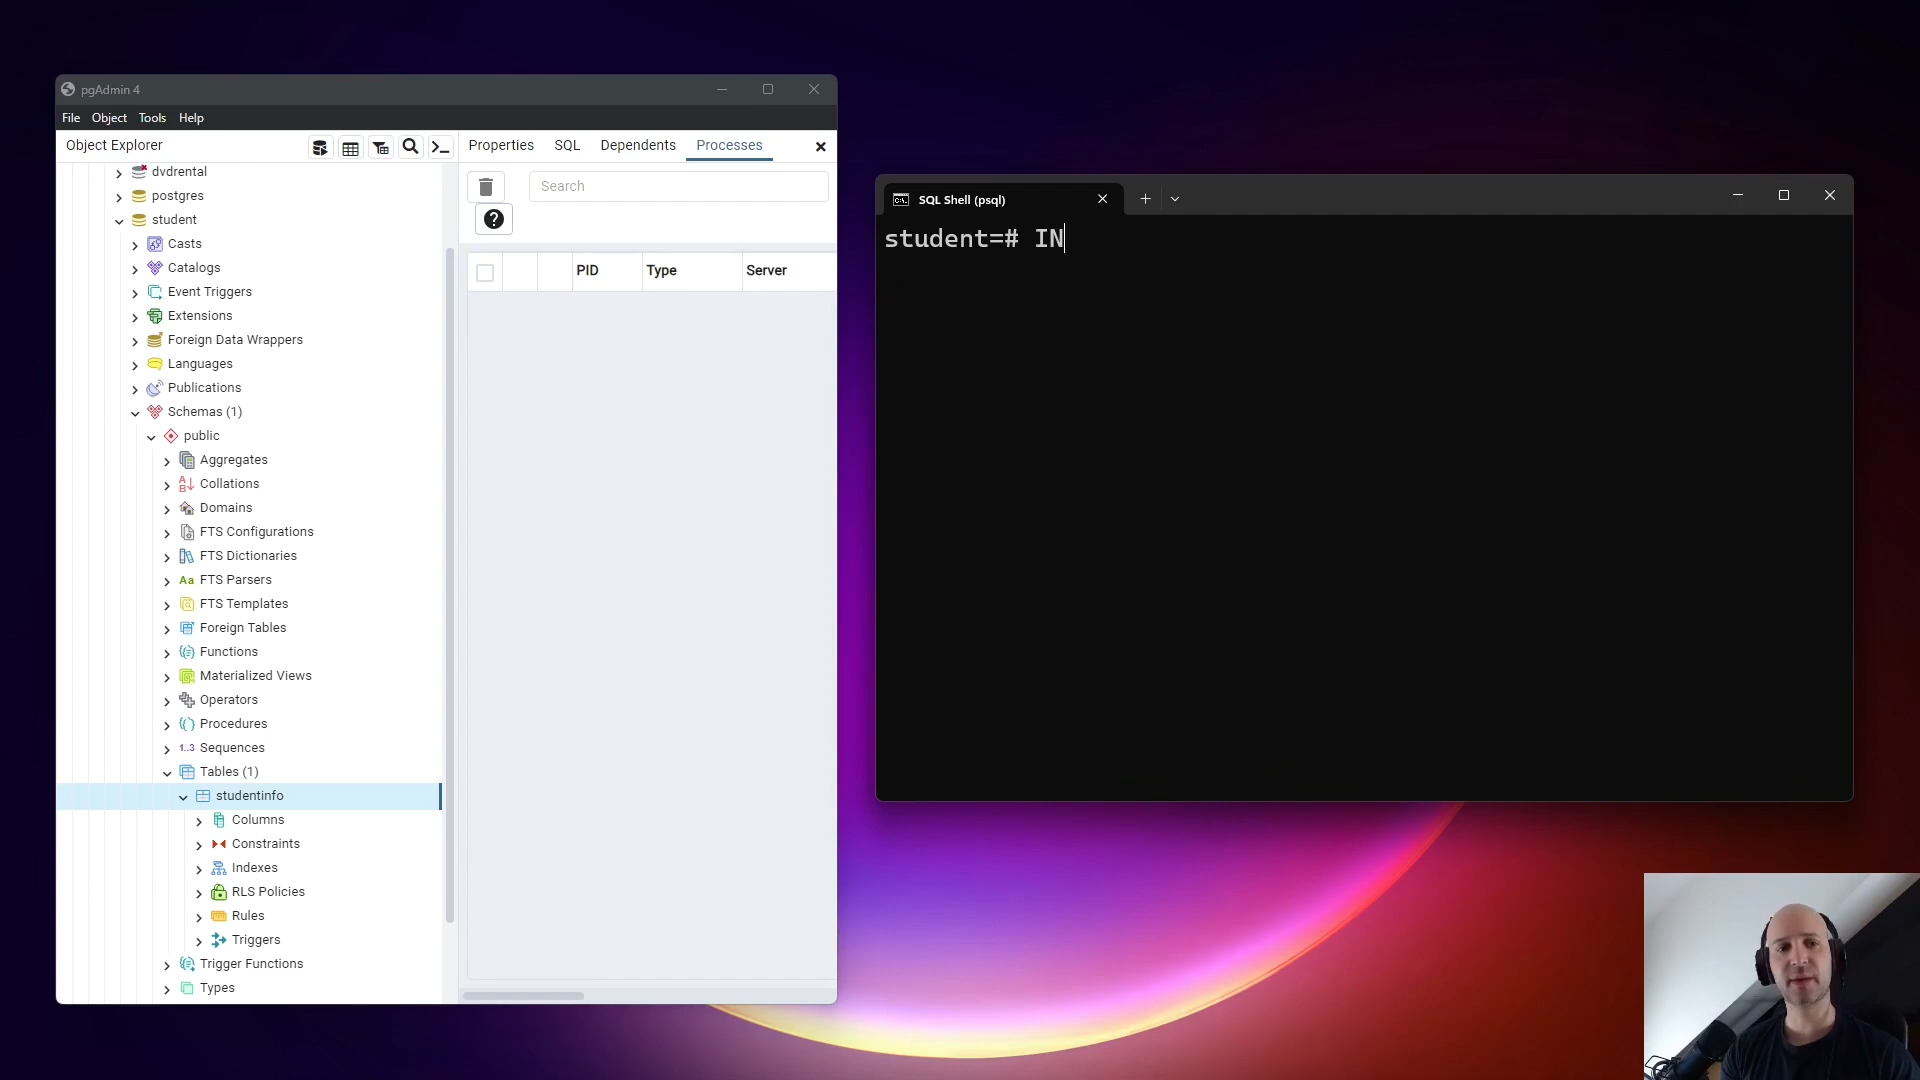 pgAdmin 4
File Object Tools Help
Object Explorer
Properties SQL Dependents Processes
Search
PID Type Server
dvdrental
postgres
student
Casts
Catalogs
Event Triggers
Extensions
Foreign Data Wrappers
Languages
Publications
Schemas (1)
public
Aggregates
Collations
Domains
FTS Configurations
FTS Dictionaries
Aa FTS Parsers
FTS Templates
Foreign Tables
Functions
Materialized Views
Operators
Procedures
1..3 Sequences
Tables (1)
studentinfo
Columns
Constraints
Indexes
RLS Policies
Rules
Triggers
Trigger Functions
Types
SQL Shell (psql)
student=# IN